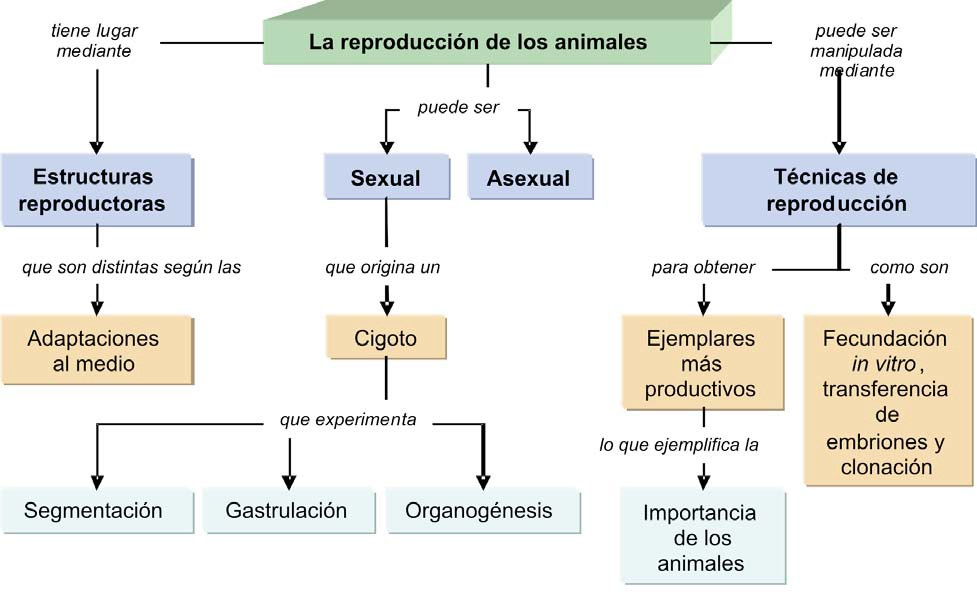 tiene lugar
mediante
La reproducción de los animales
puede ser
manipulada
mediante
puede ser
Estructuras
reproductoras
Sexual
Asexual
Técnicas de
reproducción
que son distintas según las
que origina un
para obtener
como son
Adaptaciones
al medio
Cigoto
Ejemplares
más
productivos
Fecundación
in vitro,
transferencia
de
embriones y
clonación
que experimenta
lo que ejemplifica la
Segmentación
Gastrulación
Organogénesis
Importancia
de los
animales